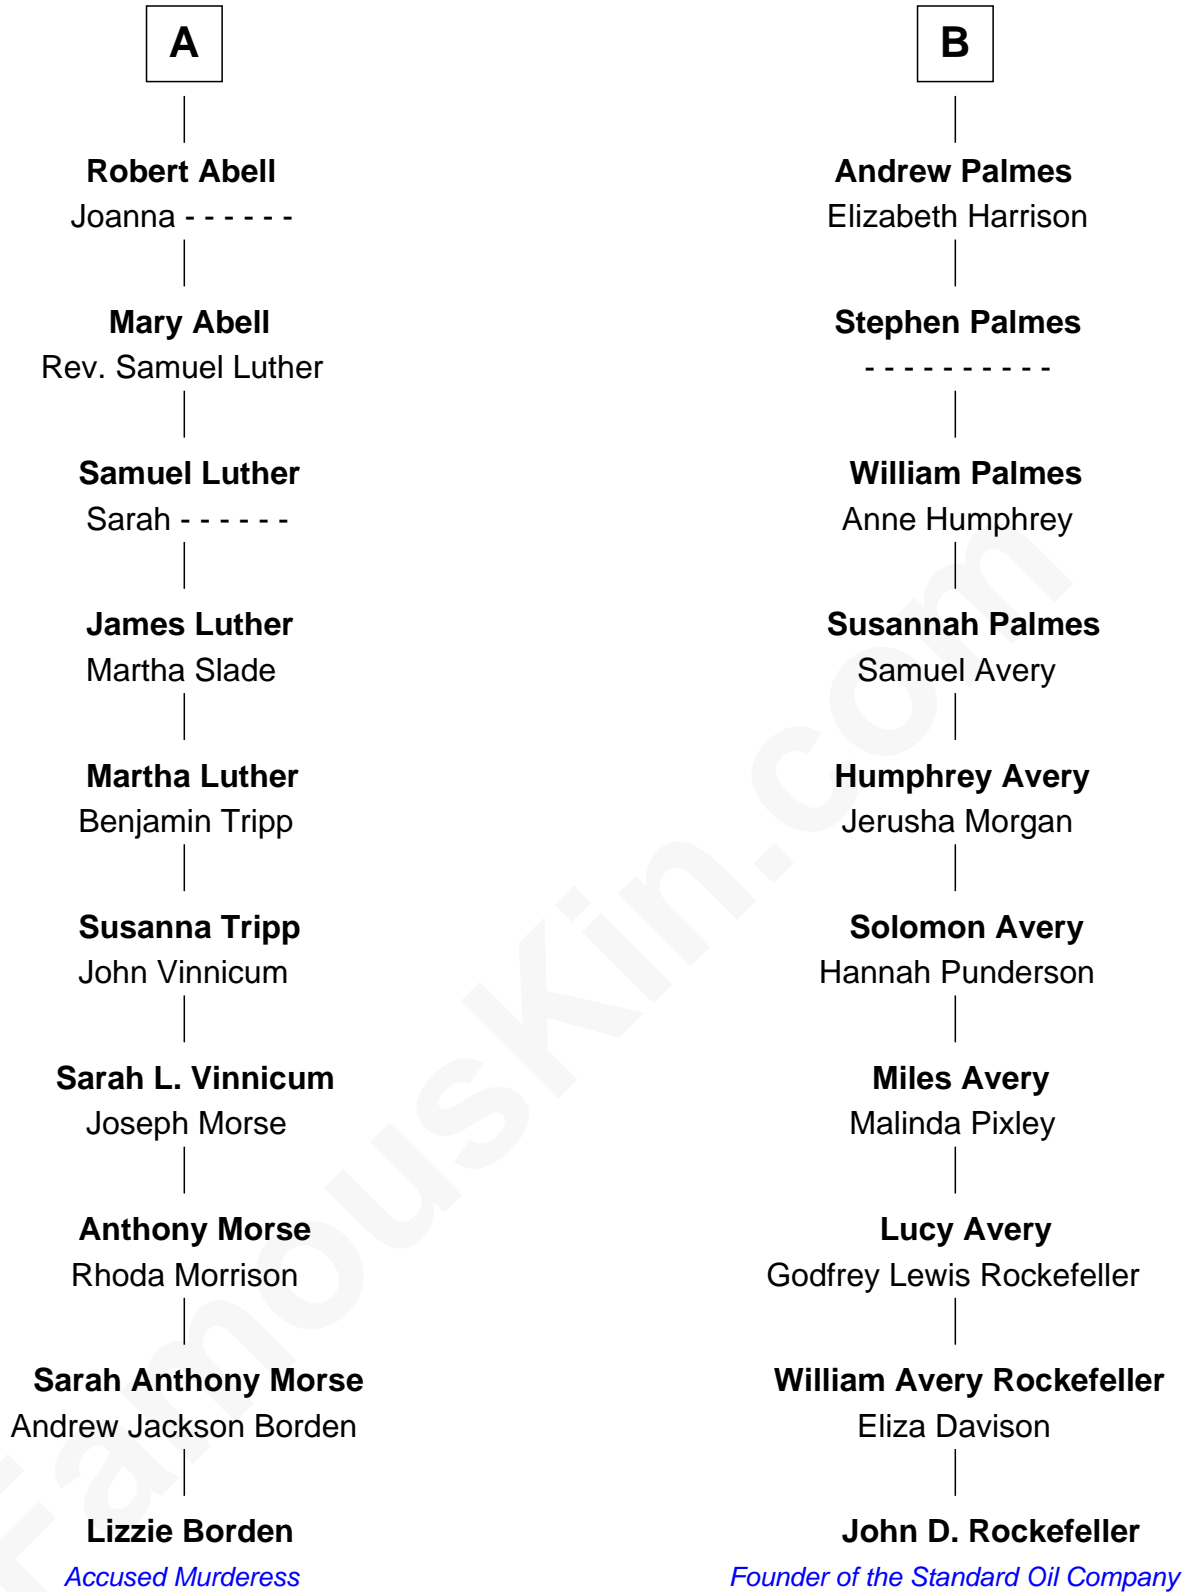 A
Robert Abell
Joanna - - - - - -
Mary Abell
Rev. Samuel Luther
Samuel Luther
Sarah - - - - - -
James Luther
Martha Slade
Martha Luther
Benjamin Tripp
Susanna Tripp
John Vinnicum
Sarah L. Vinnicum
Joseph Morse
Anthony Morse
Rhoda Morrison
Sarah Anthony Morse
Andrew Jackson Borden
Lizzie Borden
Accused Murderess
B
Andrew Palmes
Elizabeth Harrison
Stephen Palmes
- - - - - - - - - -
William Palmes
Anne Humphrey
Susannah Palmes
Samuel Avery
Humphrey Avery
Jerusha Morgan
Solomon Avery
Hannah Punderson
Miles Avery
Malinda Pixley
Lucy Avery
Godfrey Lewis Rockefeller
William Avery Rockefeller
Eliza Davison
John D. Rockefeller
Founder of the Standard Oil Company
FamousKin.com